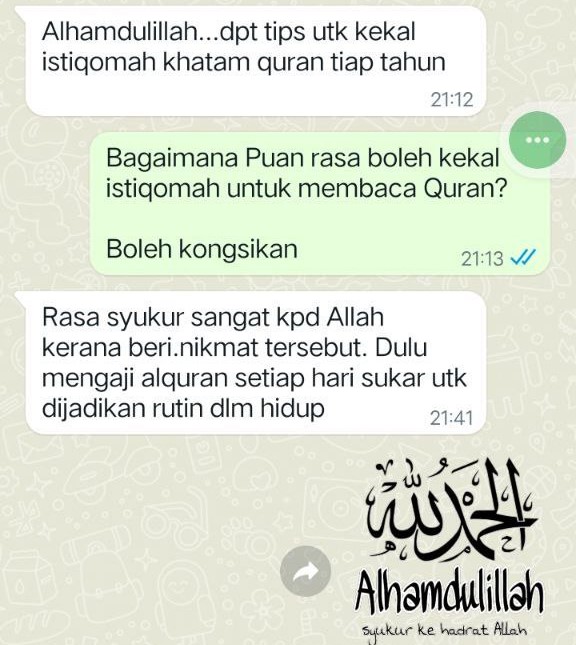 Alhamdulillah...dpt tips utk kekal
istiqomah khatam quran tiap tahun
21:12
Bagaimana Puan rasa boleh kekal
istiqomah untuk membaca Quran?
Boleh kongsikan
21:13
Rasa syukur sangat kpd Allah
kerana beri.nikmat tersebut. Dulu
mengaji alquran setiap hari sukar utk
dijadikan rutin dlm hidup
21:41
الحمد لله
Alhamdulillah
Syukur ke hadrat Allah